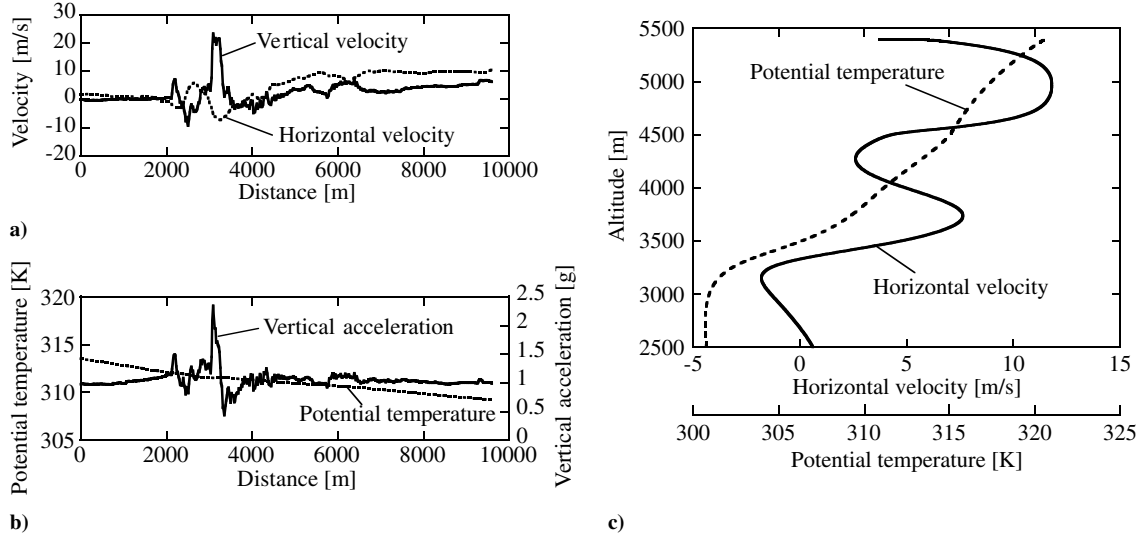 30
20
10
0
-10
-20
Velocity [m/s]
Vertical velocity
Horizontal velocity
0 2000 4000 6000 8000 10000
Distance [m]
a)
320
315
310
305
Potential temperature [K]
2.5
2
1.5
1
0.5
0
Vertical acceleration [g]
Vertical acceleration
Potential temperature
0 2000 4000 6000 8000 10000
Distance [m]
b)
5500
5000
4500
4000
3500
3000
2500
Altitude [m]
Potential temperature
Horizontal velocity
-5 0 5 10 15
Horizontal velocity [m/s]
300 305 310 315 320 325
Potential temperature [K]
c)